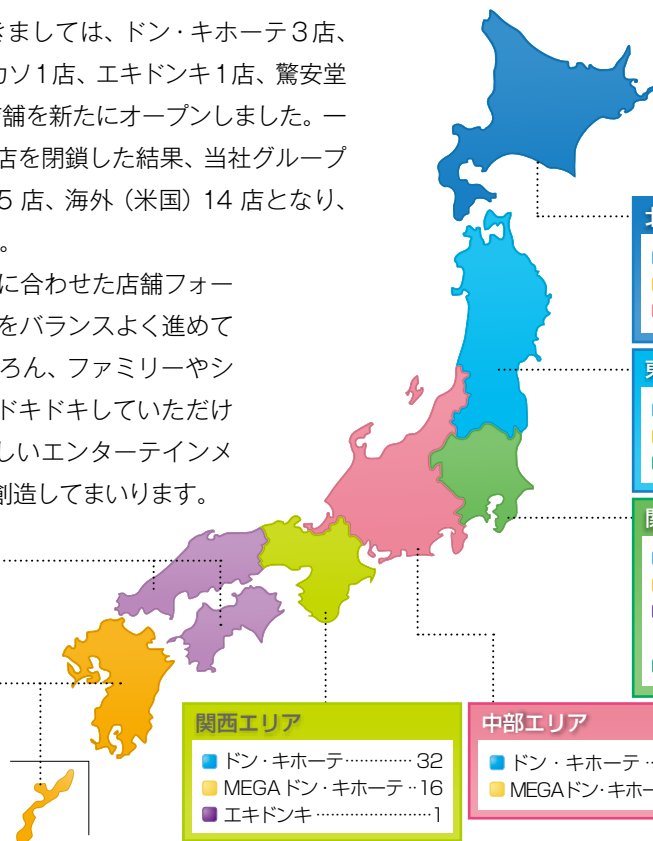 きましては、ドン・キホーテ3店、
カソ1店、エキドンキ1店、驚安堂
舗を新たにオープンしました。一
店を閉鎖した結果、当社グループ
5 店、海外（米国）14 店となり、
。
に合わせた店舗フォー
をバランスよく進めて
ろん、ファミリーやシ
ドキドキしていただけ
しいエンターテインメ
創造してまいります。
関西エリア
ドン・キホーテ…………32
MEGAドン・キホーテ‥16
エキドンキ……………………1
中部エリア
ドン・キホーテ‥
MEGAドン・キホー